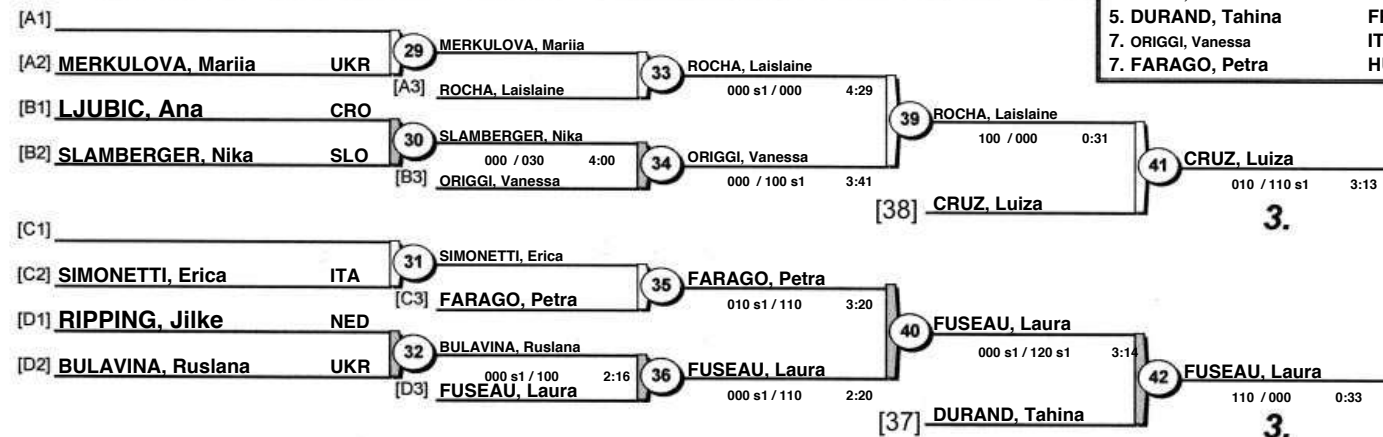 5. DURAND, Tahina
7. ORIGGI, Vanessa
7. FARAGO, Petra
[A1]
[A2] MERKULOVA, Mariia UKR
29
MERKULOVA, Mariia
[A3] ROCHA, Laislaine
33
ROCHA, Laislaine
000 s1 / 000 4:29
[B1] LJUBIC, Ana CRO
[B2] SLAMBERGER, Nika SLO
30
SLAMBERGER, Nika
000 / 030 4:00
[B3] ORIGGI, Vanessa
34
ORIGGI, Vanessa
000 / 100 s1 3:41
39
ROCHA, Laislaine
100 / 000 0:31
[38] CRUZ, Luiza
41
CRUZ, Luiza
010 / 110 s1 3:13
3.
[C1]
[C2] SIMONETTI, Erica ITA
31
SIMONETTI, Erica
[C3] FARAGO, Petra
35
FARAGO, Petra
010 s1 / 110 3:20
[D1] RIPPING, Jilke NED
[D2] BULAVINA, Ruslana UKR
32
BULAVINA, Ruslana
000 s1 / 100 2:16
[D3] FUSEAU, Laura
36
FUSEAU, Laura
000 s1 / 110 2:20
40
FUSEAU, Laura
000 s1 / 120 s1 3:14
[37] DURAND, Tahina
42
FUSEAU, Laura
110 / 000 0:33
3.